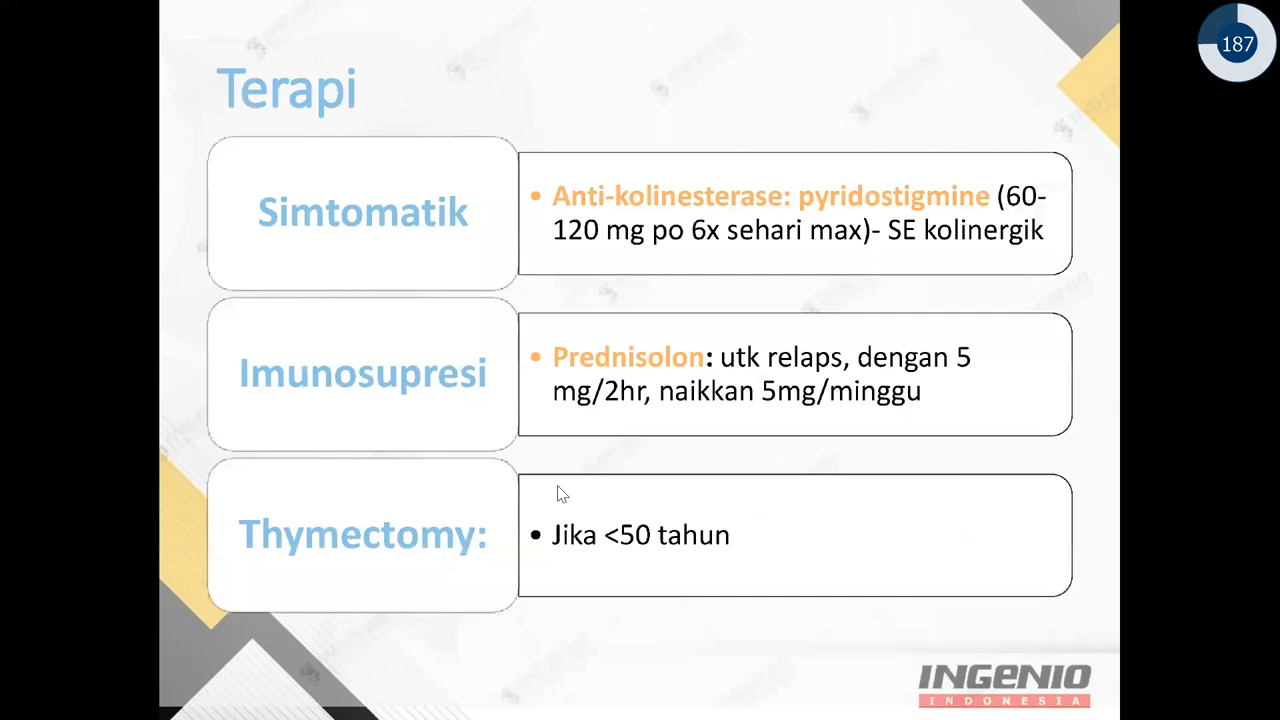 187
Terapi
Simtomatik
• Anti-kolinesterase: pyridostigmine (60-
120 mg po 6x sehari max)- SE kolinergik
Imunosupresi
• Prednisolon: utk relaps, dengan 5
mg/2hr, naikkan 5mg/minggu
Thymectomy:
• Jika <50 tahun
INGENIO
INDONESIA